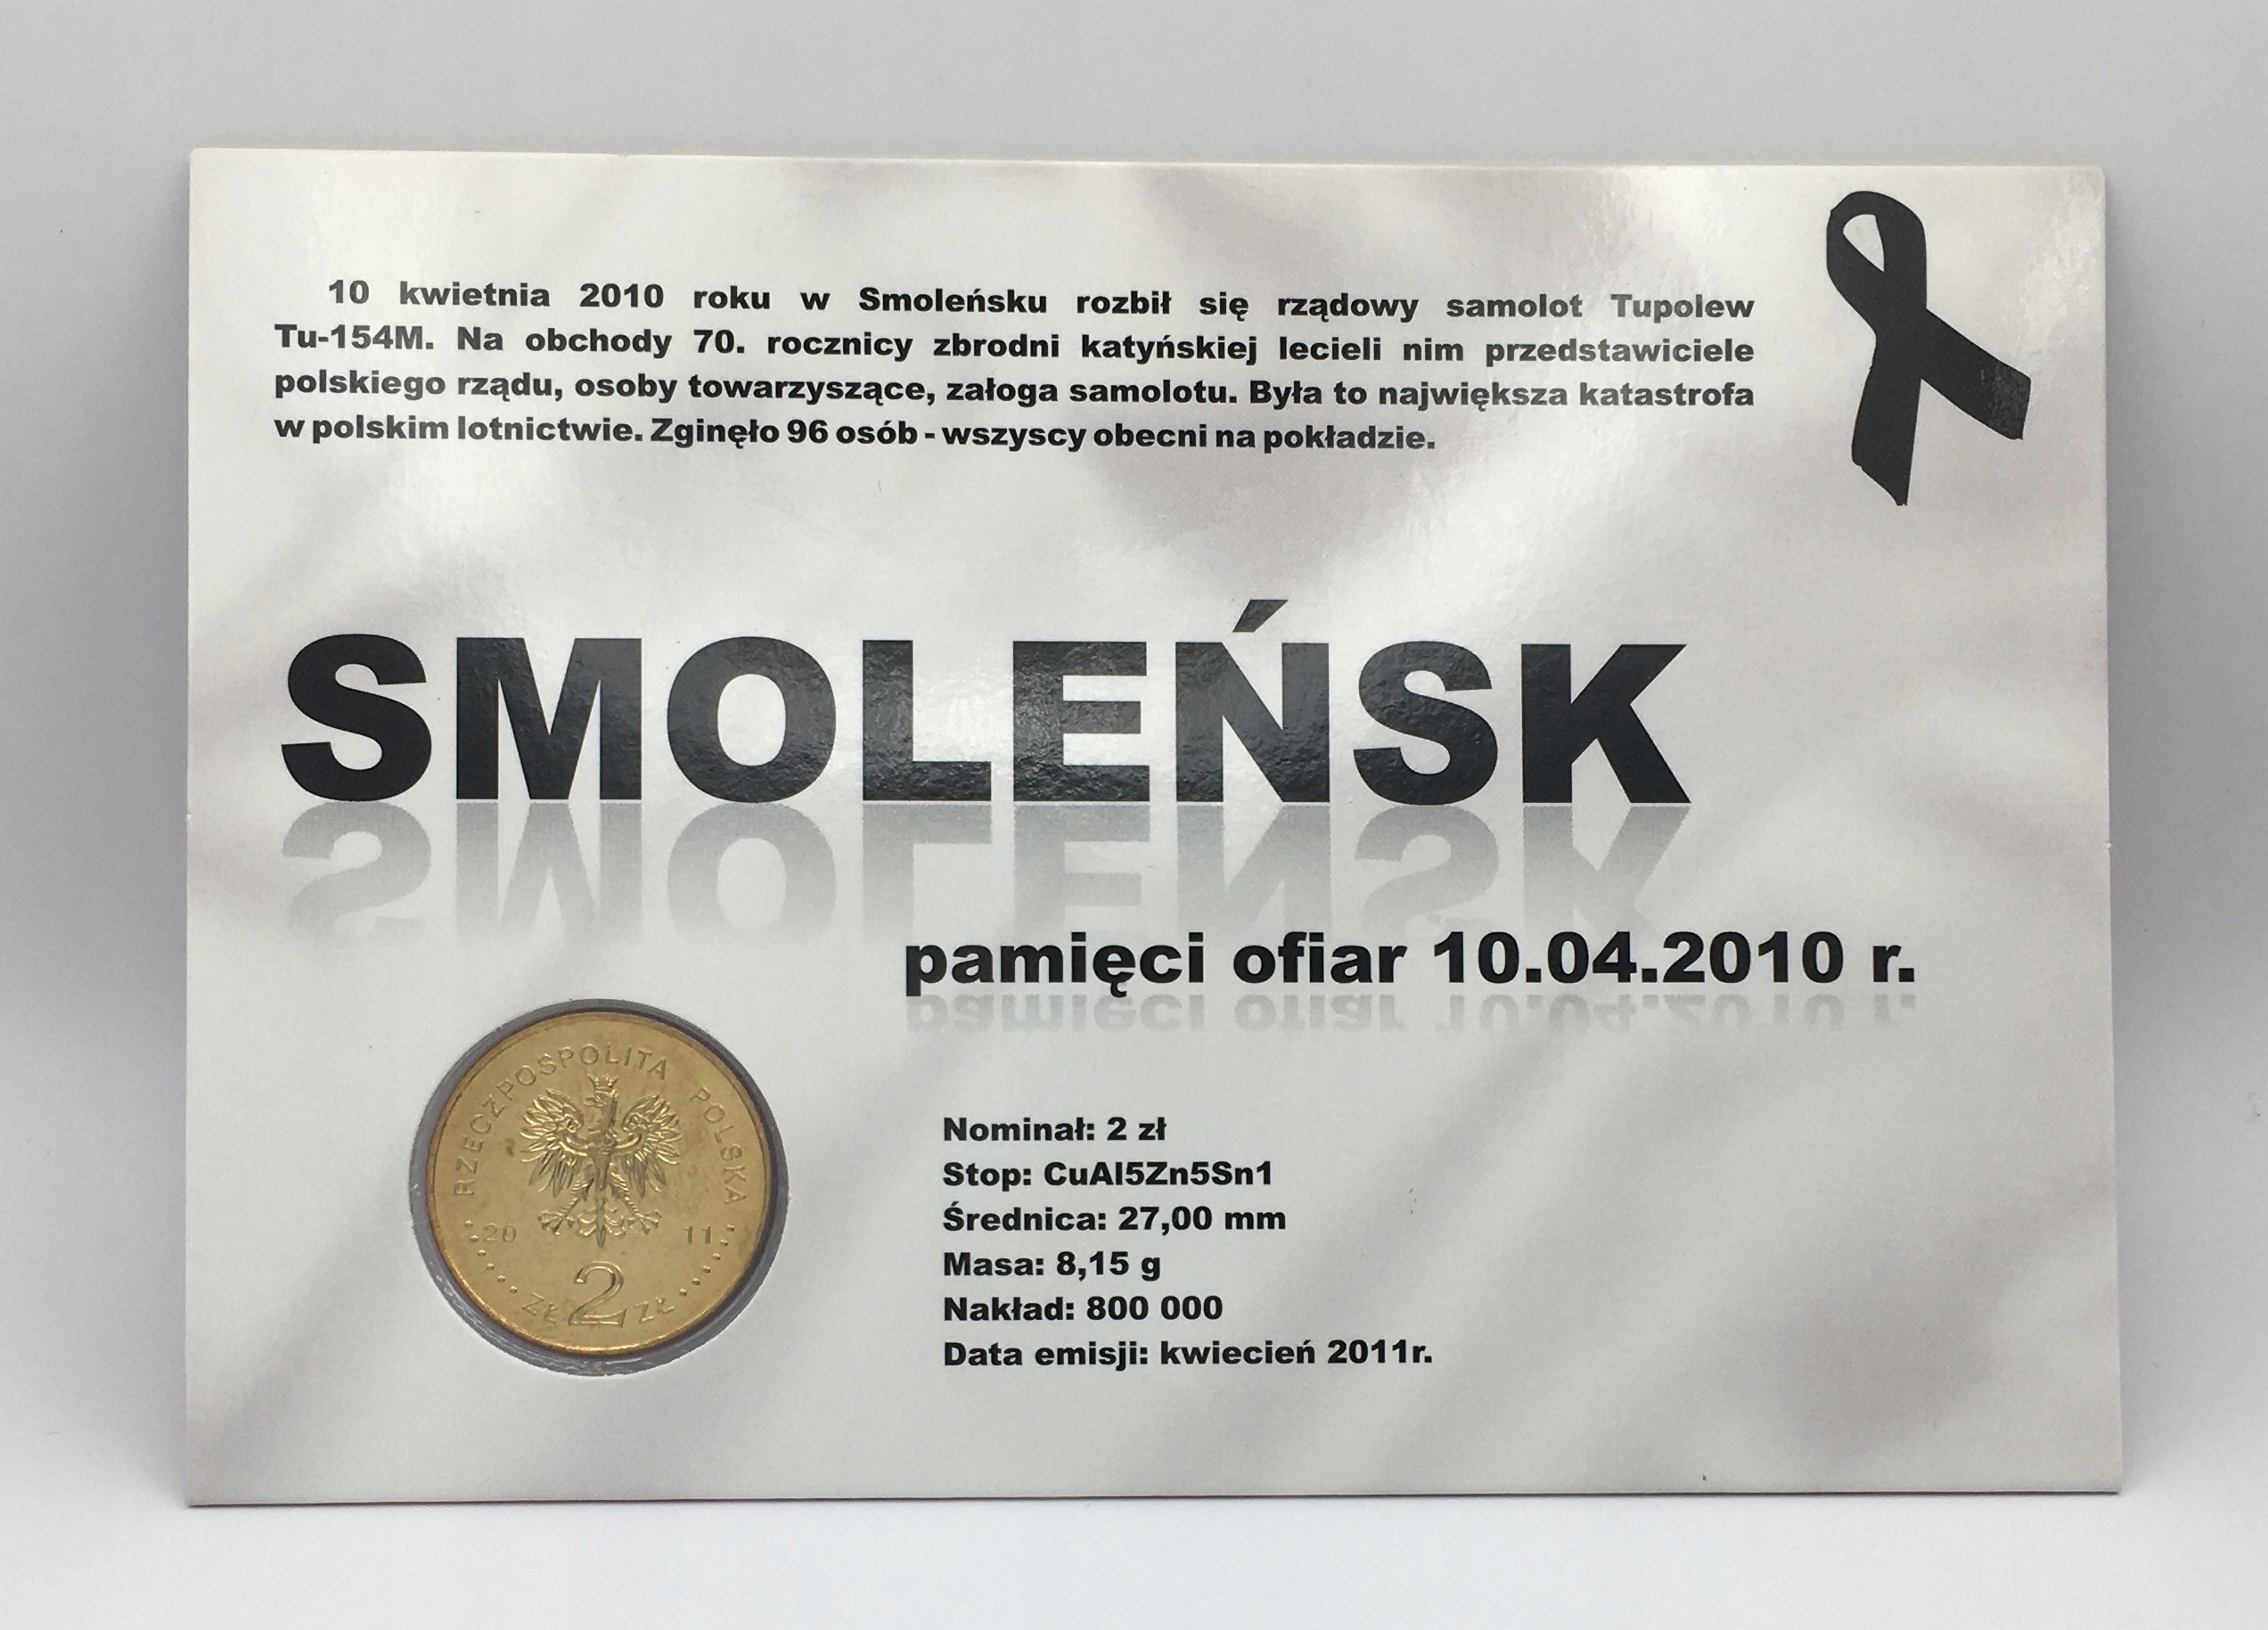 10 kwietnia 2010 roku w Smoleńsku rozbił się rządowy samolot Tupolew
Tu-154M. Na obchody 70. rocznicy zbrodni katyńskiej lecieli nim przedstawiciele
polskiego rządu, osoby towarzyszące, załoga samolotu. Była to największa katastrofa
w polskim lotnictwie. Zginęło 96 osób - wszyscy obecni na pokładzie.
SMOLEŃSK
pamięci ofiar 10.04.2010 r.
RZECZPOSPOLITA POLSKA
20 11
ZŁ 2 ZŁ
Nominał: 2 zł
Stop: CuAl5Zn5Sn1
Średnica: 27,00 mm
Masa: 8,15 g
Nakład: 800 000
Data emisji: kwiecień 2011r.